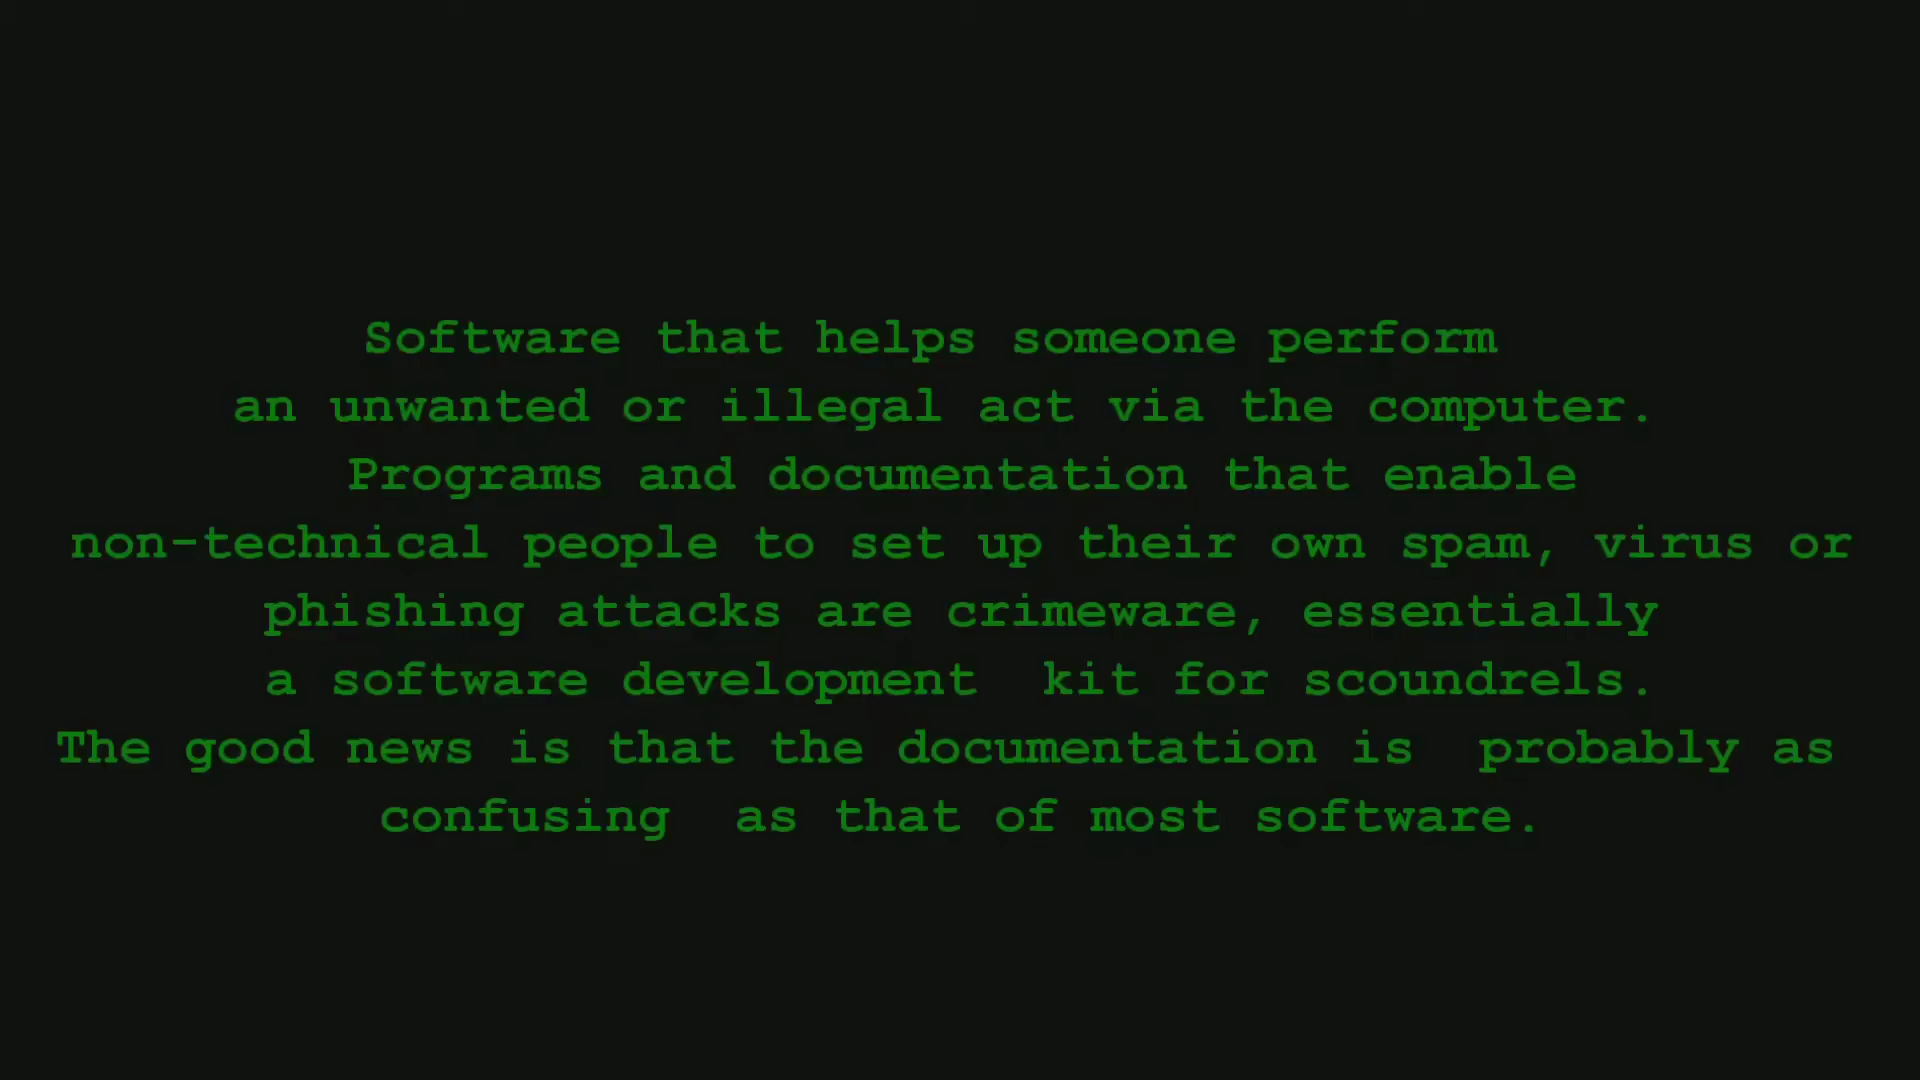 Software that helps someone perform
an unwanted or illegal act via the computer.
Programs and documentation that enable
non-technical people to set up their own spam, virus or
phishing attacks are crimeware, essentially
a software development  kit for scoundrels.
The good news is that the documentation is  probably as
confusing  as that of most software.